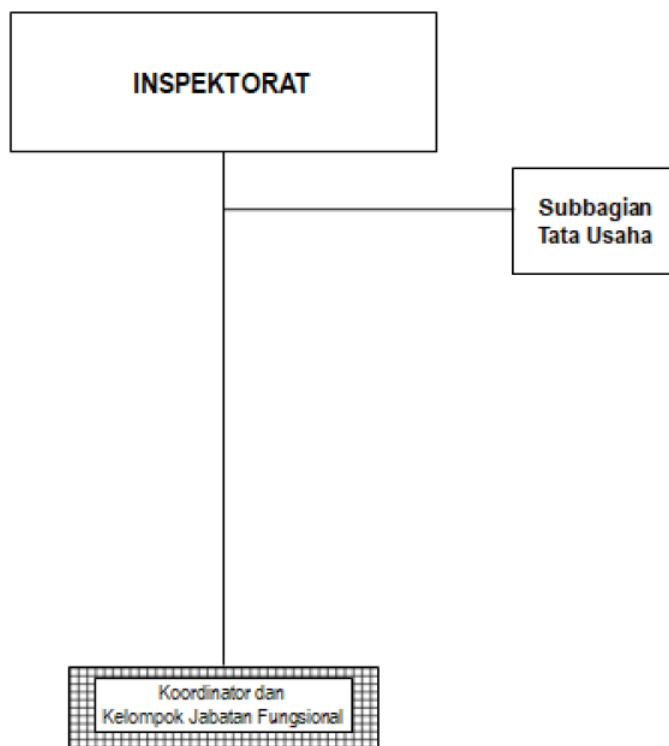 INSPEKTORAT
Subbagian
Tata Usaha
Koordinator dan
Kelompok Jabatan Fungsional